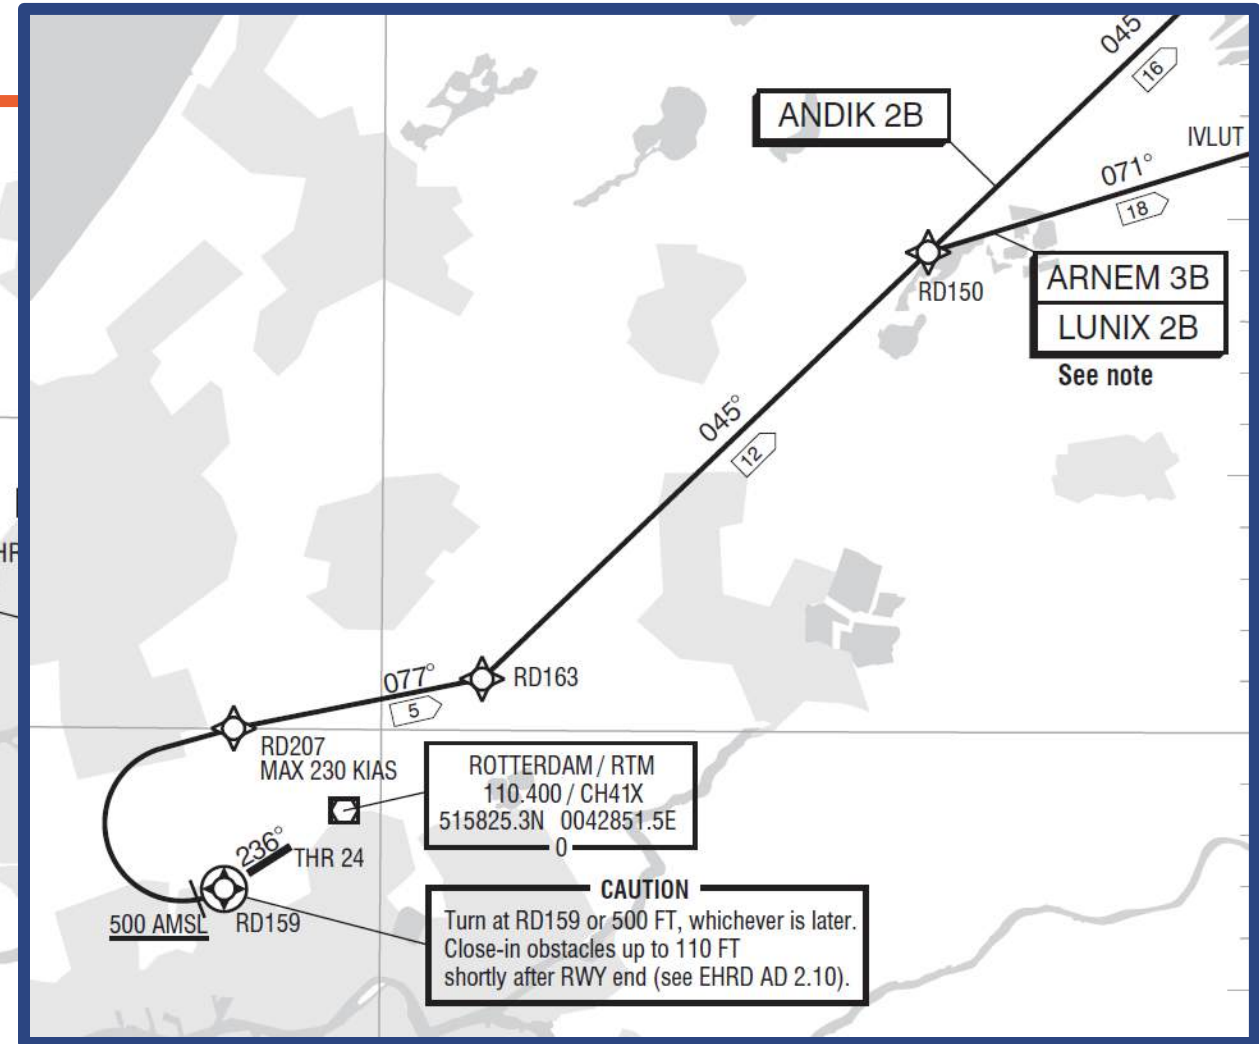 045
16
ANDIK 2B
IVLUT
071°
18
RD150
ARNEM 3B
LUNIX 2B
See note
045°
12
077°
5
RD163
RD207
MAX 230 KIAS
ROTTERDAM / RTM
110.400 / CH41X
515825.3N 0042851.5E
0
236°
THR 24
500 AMSL
RD159
CAUTION
Turn at RD159 or 500 FT, whichever is later.
Close-in obstacles up to 110 FT
shortly after RWY end (see EHRD AD 2.10).